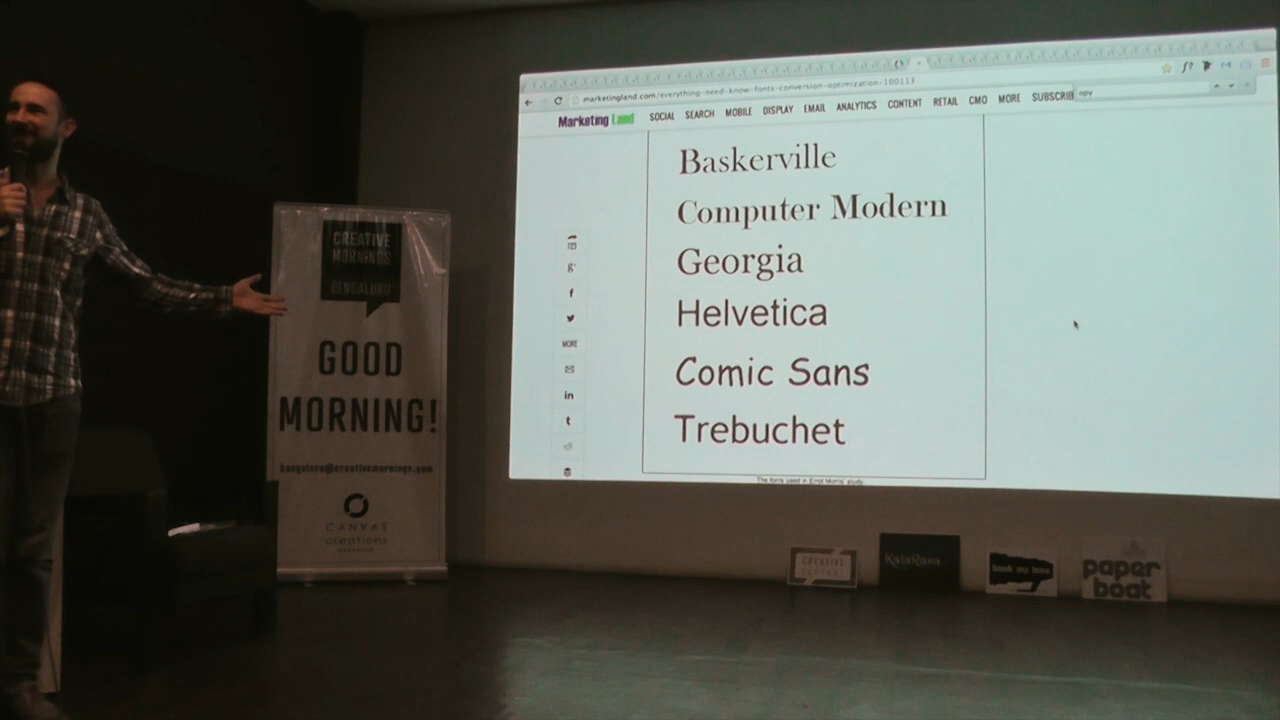 marketingland.com/everything-need-know-fonts-conversion-optimization-100113
Marketing Land
SOCIAL SEARCH MOBILE DISPLAY EMAIL ANALYTICS CONTENT RETAIL CMO MORE SUBSCRIB
opy
Baskerville
Computer Modern
Georgia
Helvetica
Comic Sans
Trebuchet
The fonts used in Errol Morris' study
MORE
CREATIVE
MORNINGS
BENGALURU
GOOD
MORNING!
bangalore@creativemornings.com
CANVAS
creations
CREATIVE
paper
boat